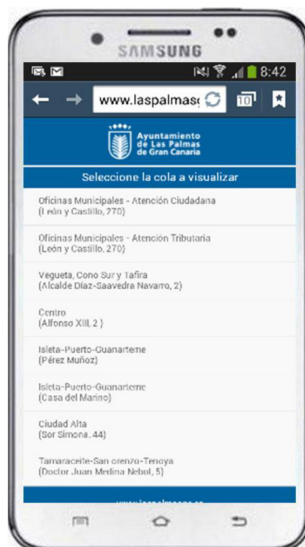 SAMSUNG
8:42
www.laspalmasg
10
Ayuntamiento
de Las Palmas
de Gran Canaria
Seleccione la cola a visualizar
Oficinas Municipales - Atención Ciudadana
(León y Castillo, 270)
Oficinas Municipales - Atención Tributaria
(León y Castillo, 270)
Vegueta, Cono Sur y Tafira
(Alcalde Díaz-Saavedra Navarro, 2)
Centro
(Alfonso XIII, 2 )
Isleta-Puerto-Guanarteme
(Pérez Muñoz)
Isleta-Puerto-Guanarteme
(Casa del Marino)
Ciudad Alta
(Sor Simona, 44)
Tamaraceite-San Lorenzo-Tenoya
(Doctor Juan Medina Nebot, 5)